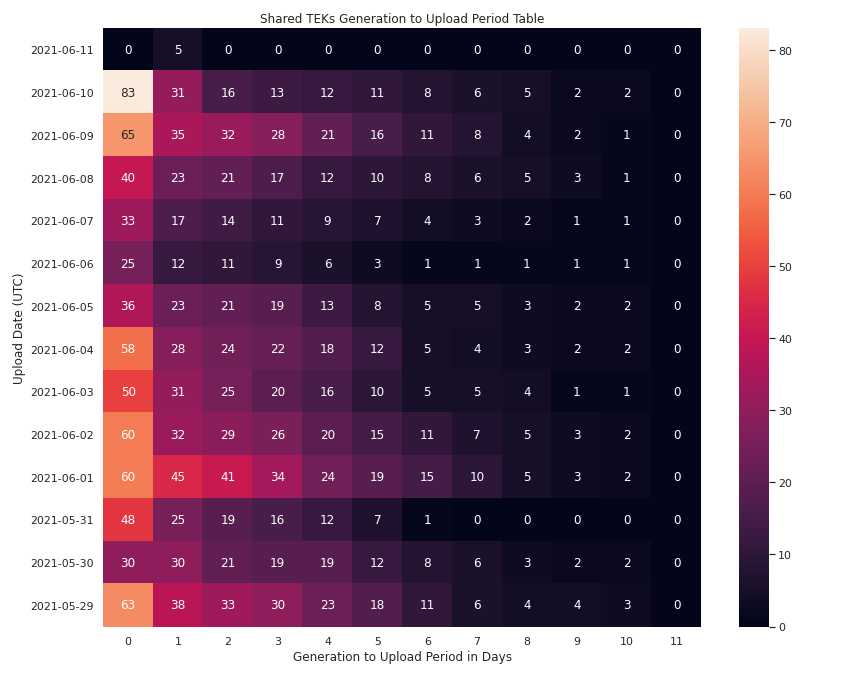 Shared TEKs Generation to Upload Period Table
2021-06-11 0 5 0 0 0 0 0 0 0 0 0 0
2021-06-10 83 31 16 13 12 11 8 6 5 2 2 0
2021-06-09 65 35 32 28 21 16 11 8 4 2 1 0
2021-06-08 40 23 21 17 12 10 8 6 5 3 1 0
2021-06-07 33 17 14 11 9 7 4 3 2 1 1 0
2021-06-06 25 12 11 9 6 3 1 1 1 1 1 0
2021-06-05 36 23 21 19 13 8 5 5 3 2 2 0
2021-06-04 58 28 24 22 18 12 5 4 3 2 2 0
2021-06-03 50 31 25 20 16 10 5 5 4 1 1 0
2021-06-02 60 32 29 26 20 15 11 7 5 3 2 0
2021-06-01 60 45 41 34 24 19 15 10 5 3 2 0
2021-05-31 48 25 19 16 12 7 1 0 0 0 0 0
2021-05-30 30 30 21 19 19 12 8 6 3 2 2 0
2021-05-29 63 38 33 30 23 18 11 6 4 4 3 0
0 1 2 3 4 5 6 7 8 9 10 11
Generation to Upload Period in Days
Upload Date (UTC)
80
70
60
50
40
30
20
10
0